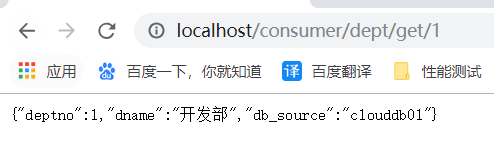 localhost/consumer/dept/get/1
应用 百度一下，你就知道 译 百度翻译 性能测试
{"deptno":1,"dname":"开发部","db_source":"clouddb01"}